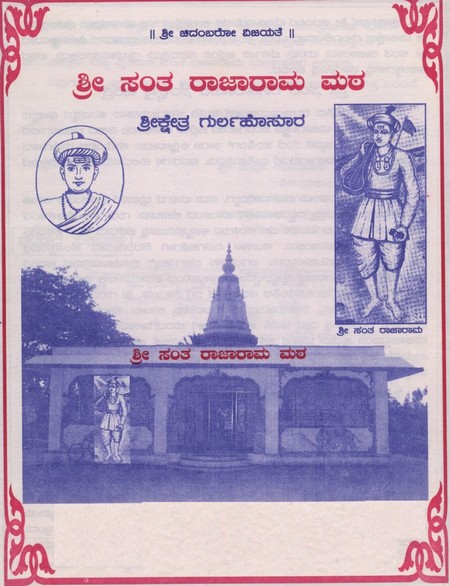 || ಶ್ರೀ ಚಿದಂಬರೋ ವಿಜಯತೆ ||
ಶ್ರೀ ಸಂತ ರಾಜಾರಾಮ ಮಠ
ಶ್ರೀಕ್ಷೇತ್ರ ಗುರ್ಲಹೊಸೂರ
ಶ್ರೀ ಸಂತ ರಾಜಾರಾಮ
ಶ್ರೀ ಸಂತ ರಾಜಾರಾಮ ಮಠ